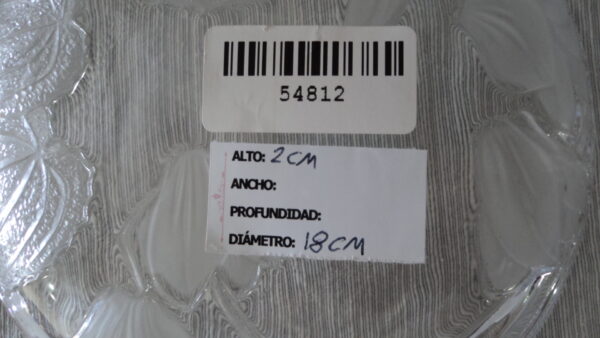 54812
ALTO: 2 CM
ANCHO:
PROFUNDIDAD:
DIÁMETRO: 18 CM